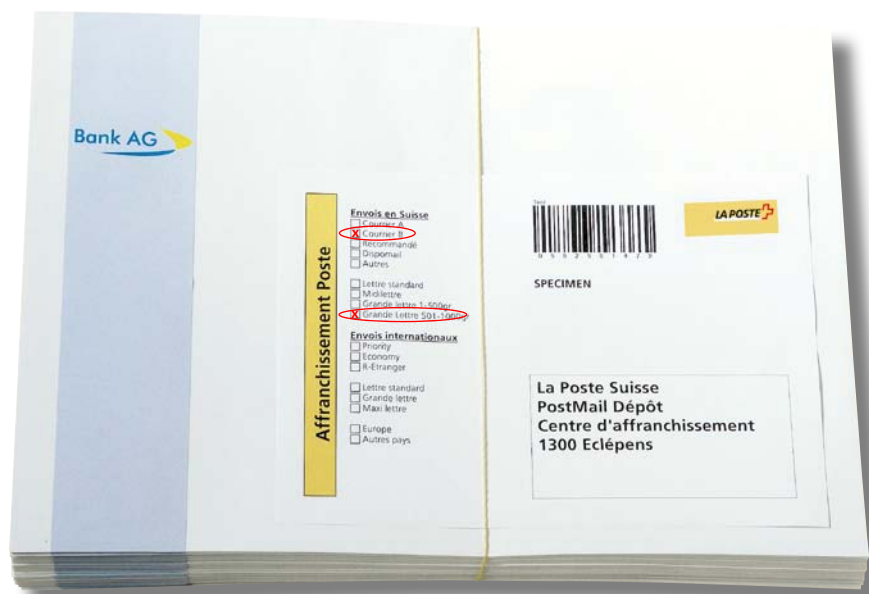 Bank AG
Affranchissement Poste
Envois en Suisse
Courrier A
X Courrier B
Recommandé
Dispomail
Autres
Lettre standard
Midilettre
Grande lettre 1-500gr
X Grande Lettre 501-1000gr
Envois internationaux
Priority
Economy
R-Etranger
Lettre standard
Grande lettre
Maxi lettre
Europe
Autres pays
LA POSTE
SPECIMEN
La Poste Suisse
PostMail Dépôt
Centre d'affranchissement
1300 Eclépens